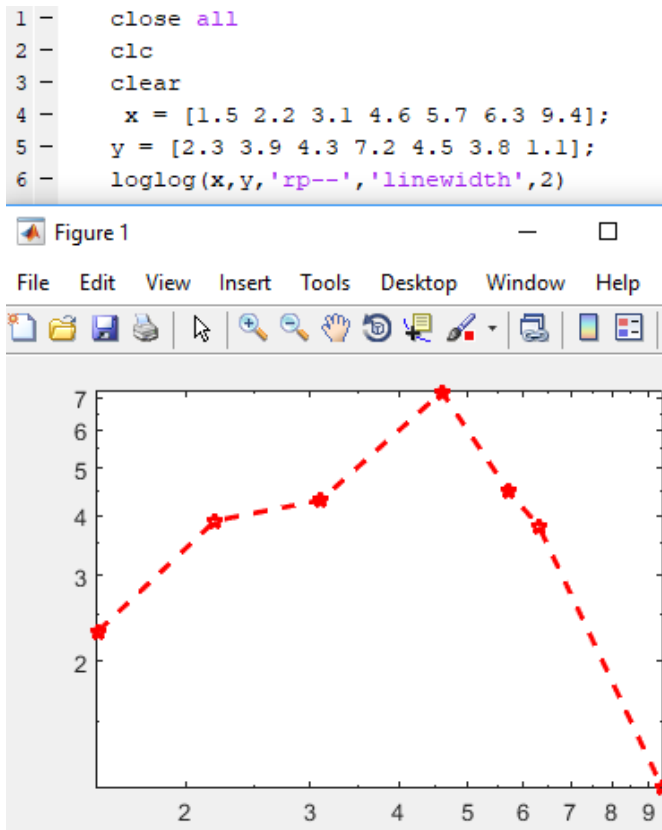 1 - close all
2 - clc
3 - clear
4 - x = [1.5 2.2 3.1 4.6 5.7 6.3 9.4];
5 - y = [2.3 3.9 4.3 7.2 4.5 3.8 1.1];
6 - loglog(x,y,'rp--','linewidth',2)
Figure 1
File Edit View Insert Tools Desktop Window Help
7
6
5
4
3
2
2 3 4 5 6 7 8 9